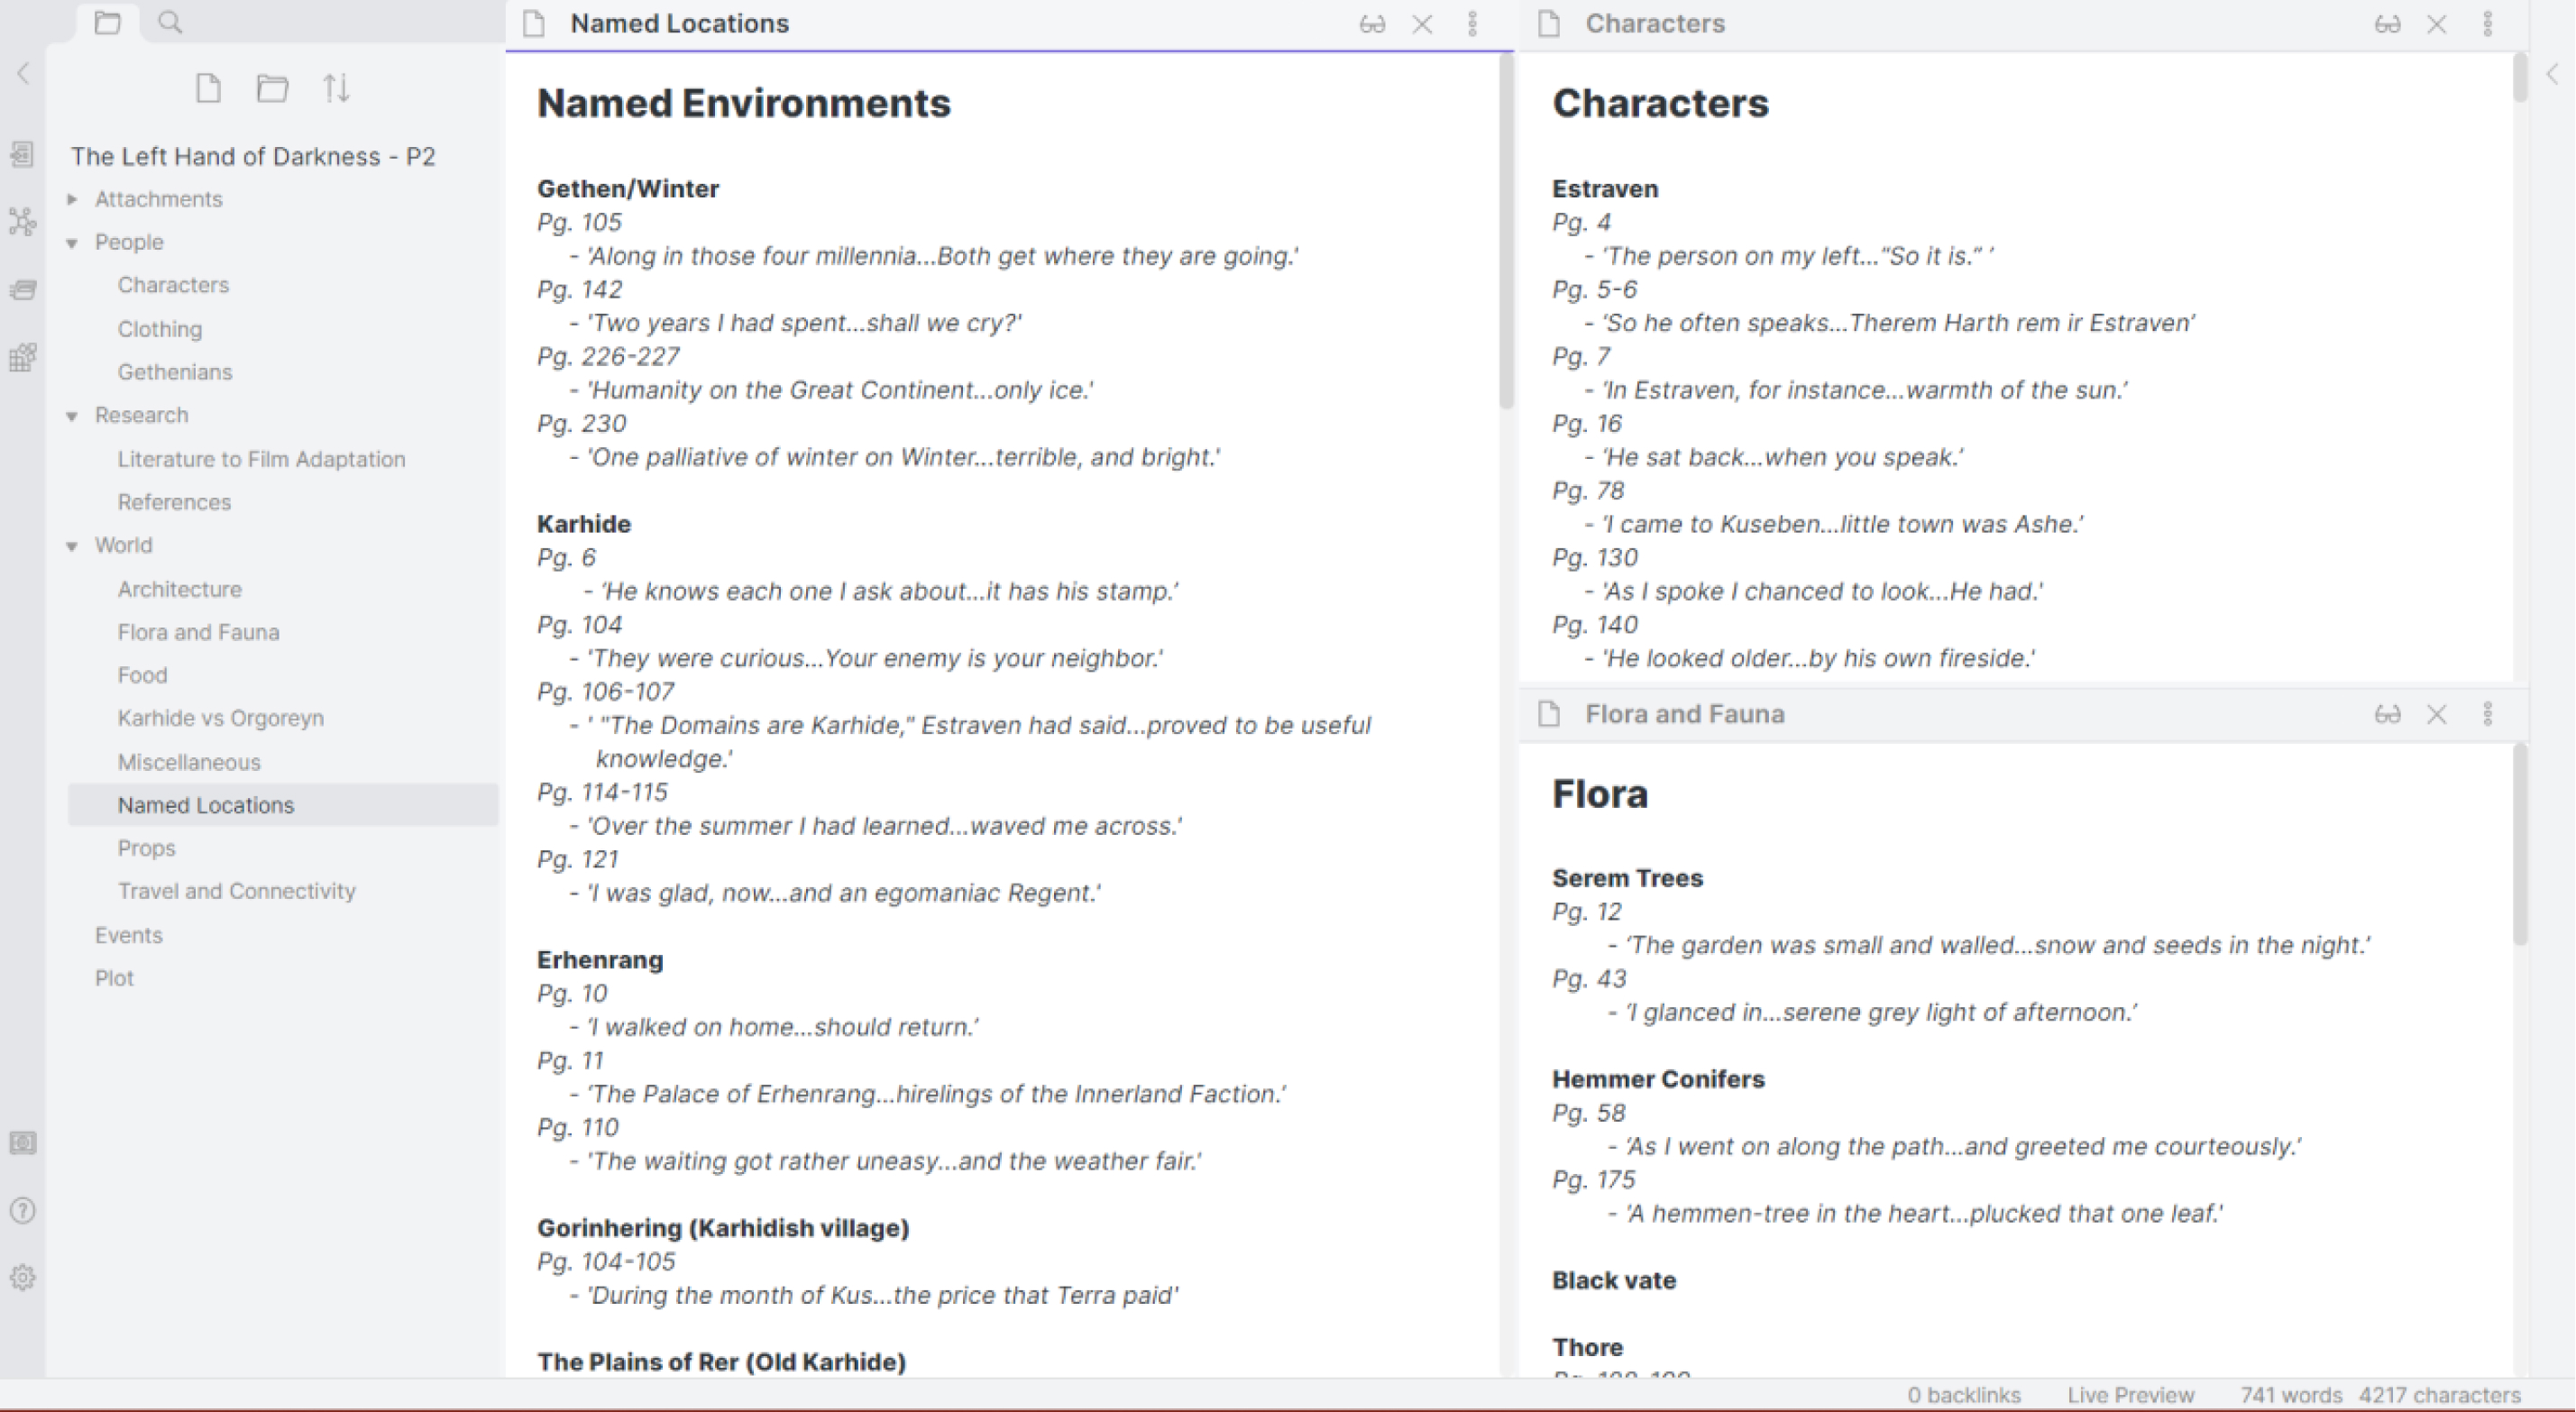 The Left Hand of Darkness - P2
Attachments
People
Characters
Clothing
Gethenians
Research
Literature to Film Adaptation
References
World
Architecture
Flora and Fauna
Food
Karhide vs Orgoreyn
Miscellaneous
Named Locations
Props
Travel and Connectivity
Events
Plot
Named Locations
Named Environments
Gethen/Winter
Pg. 105
- 'Along in those four millennia...Both get where they are going.'
Pg. 142
- 'Two years I had spent...shall we cry?'
Pg. 226-227
- 'Humanity on the Great Continent...only ice.'
Pg. 230
- 'One palliative of winter on Winter...terrible, and bright.'
Karhide
Pg. 6
- ‘He knows each one I ask about...it has his stamp.’
Pg. 104
- 'They were curious...Your enemy is your neighbor.'
Pg. 106-107
- ' "The Domains are Karhide," Estraven had said...proved to be useful
knowledge.'
Pg. 114-115
- 'Over the summer I had learned...waved me across.'
Pg. 121
- 'I was glad, now...and an egomaniac Regent.'
Erhenrang
Pg. 10
- ‘I walked on home...should return.’
Pg. 11
- ‘The Palace of Erhenrang...hirelings of the Innerland Faction.’
Pg. 110
- 'The waiting got rather uneasy...and the weather fair.'
Gorinhering (Karhidish village)
Pg. 104-105
- 'During the month of Kus...the price that Terra paid'
The Plains of Rer (Old Karhide)
Characters
Characters
Estraven
Pg. 4
- ‘The person on my left...“So it is.” ’
Pg. 5-6
- ‘So he often speaks...Therem Harth rem ir Estraven’
Pg. 7
- ‘In Estraven, for instance...warmth of the sun.’
Pg. 16
- ‘He sat back...when you speak.’
Pg. 78
- ‘I came to Kuseben...little town was Ashe.’
Pg. 130
- 'As I spoke I chanced to look...He had.'
Pg. 140
- 'He looked older...by his own fireside.'
Flora and Fauna
Flora
Serem Trees
Pg. 12
- ‘The garden was small and walled...snow and seeds in the night.’
Pg. 43
- ‘I glanced in...serene grey light of afternoon.’
Hemmer Conifers
Pg. 58
- ‘As I went on along the path...and greeted me courteously.’
Pg. 175
- 'A hemmen-tree in the heart...plucked that one leaf.'
Black vate
Thore
0 backlinks Live Preview 741 words 4217 characters